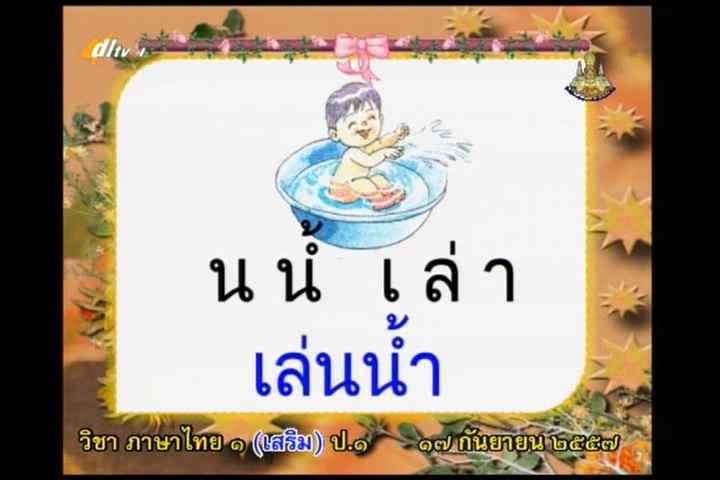 dltv 1
น น้ํ เ ล่ า
เล่นน้ำ
วิชา ภาษาไทย ๑ (เสริม) ป.๑ ๑๗ กันยายน ๒๕๕๗